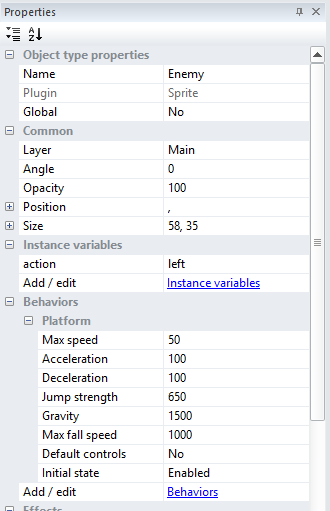 Properties
Object type properties
Name Enemy
Plugin Sprite
Global No
Common
Layer Main
Angle 0
Opacity 100
Position ,
Size 58, 35
Instance variables
action left
Add / edit Instance variables
Behaviors
Platform
Max speed 50
Acceleration 100
Deceleration 100
Jump strength 650
Gravity 1500
Max fall speed 1000
Default controls No
Initial state Enabled
Add / edit Behaviors
Effects